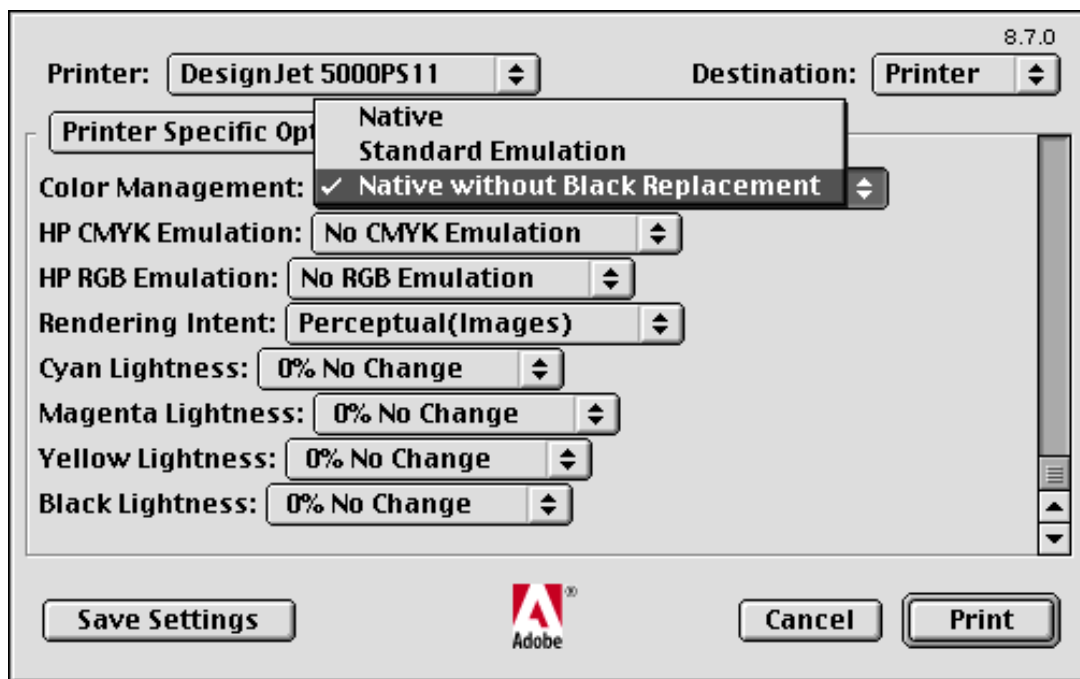 8.7.0
Printer: DesignJet 5000PS11 Destination: Printer
Native
Printer Specific Opt
Standard Emulation
Color Management: ✓ Native without Black Replacement
HP CMYK Emulation: No CMYK Emulation
HP RGB Emulation: No RGB Emulation
Rendering Intent: Perceptual(Images)
Cyan Lightness: 0% No Change
Magenta Lightness: 0% No Change
Yellow Lightness: 0% No Change
Black Lightness: 0% No Change
Save Settings Adobe ® Cancel Print